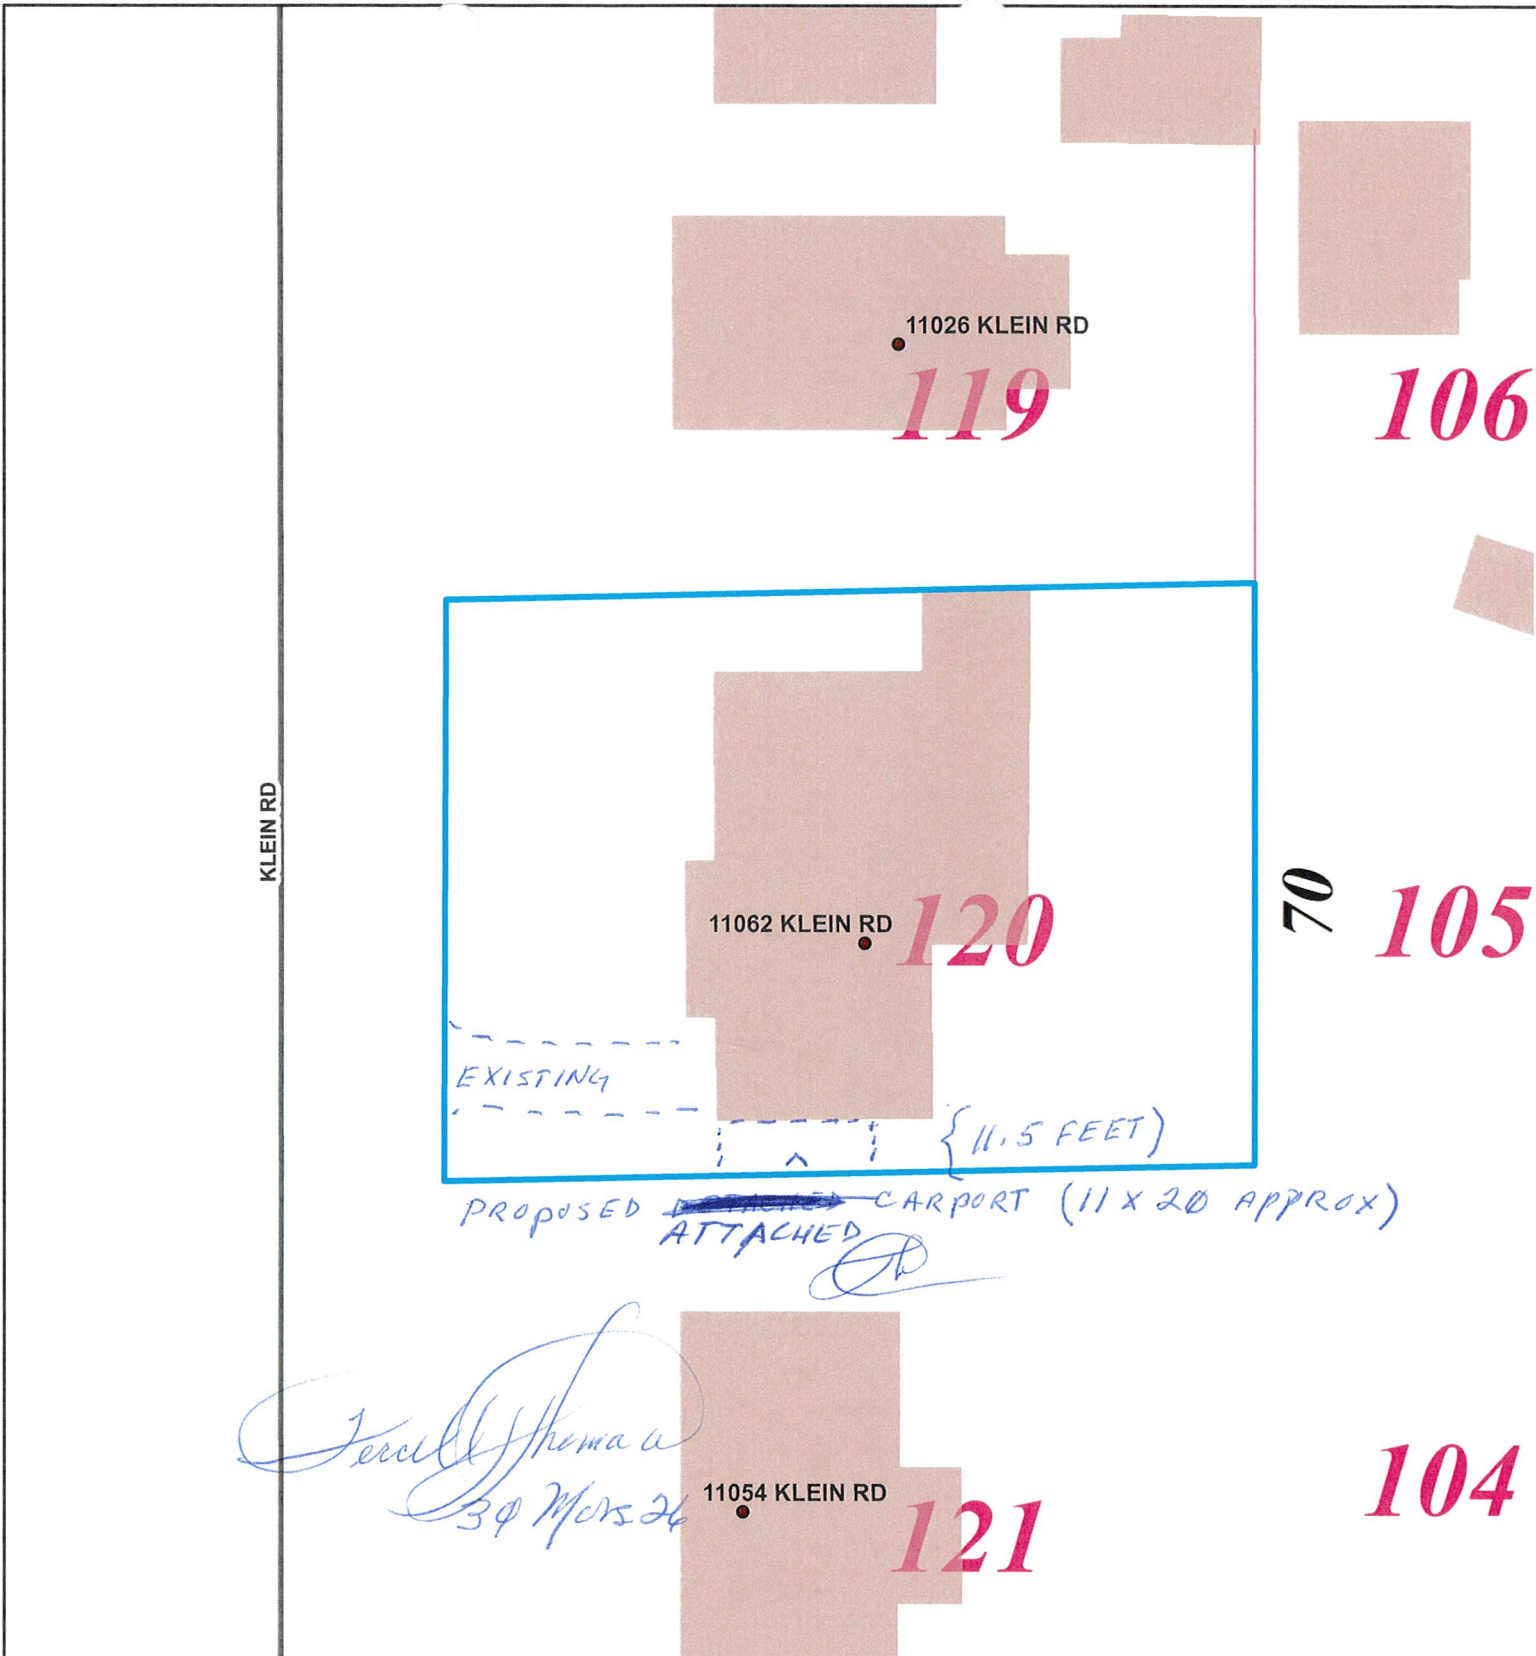 11026 KLEIN RD
119
106
KLEIN RD
11062 KLEIN RD
120
70
105
EXISTING
{11.5 FEET}
PROPOSED CARPORT (11 X 20 APPROX)
ATTACHED
30
11054 KLEIN RD
121
104